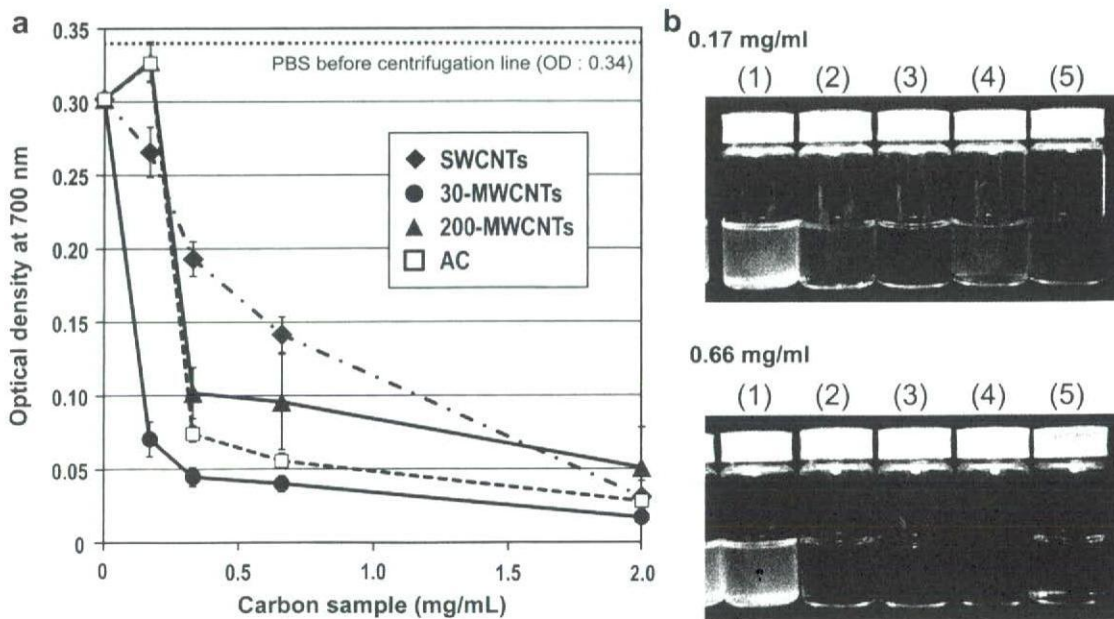 a
0.35
0.30
0.25
0.20
0.15
0.10
0.05
0
Optical density at 700 nm
PBS before centrifugation line (OD : 0.34)
SWCNTs
30-MWCNTs
200-MWCNTs
AC
0 0.5 1.0 1.5 2.0
Carbon sample (mg/mL)
b
0.17 mg/ml
(1) (2) (3) (4) (5)
0.66 mg/ml
(1) (2) (3) (4) (5)